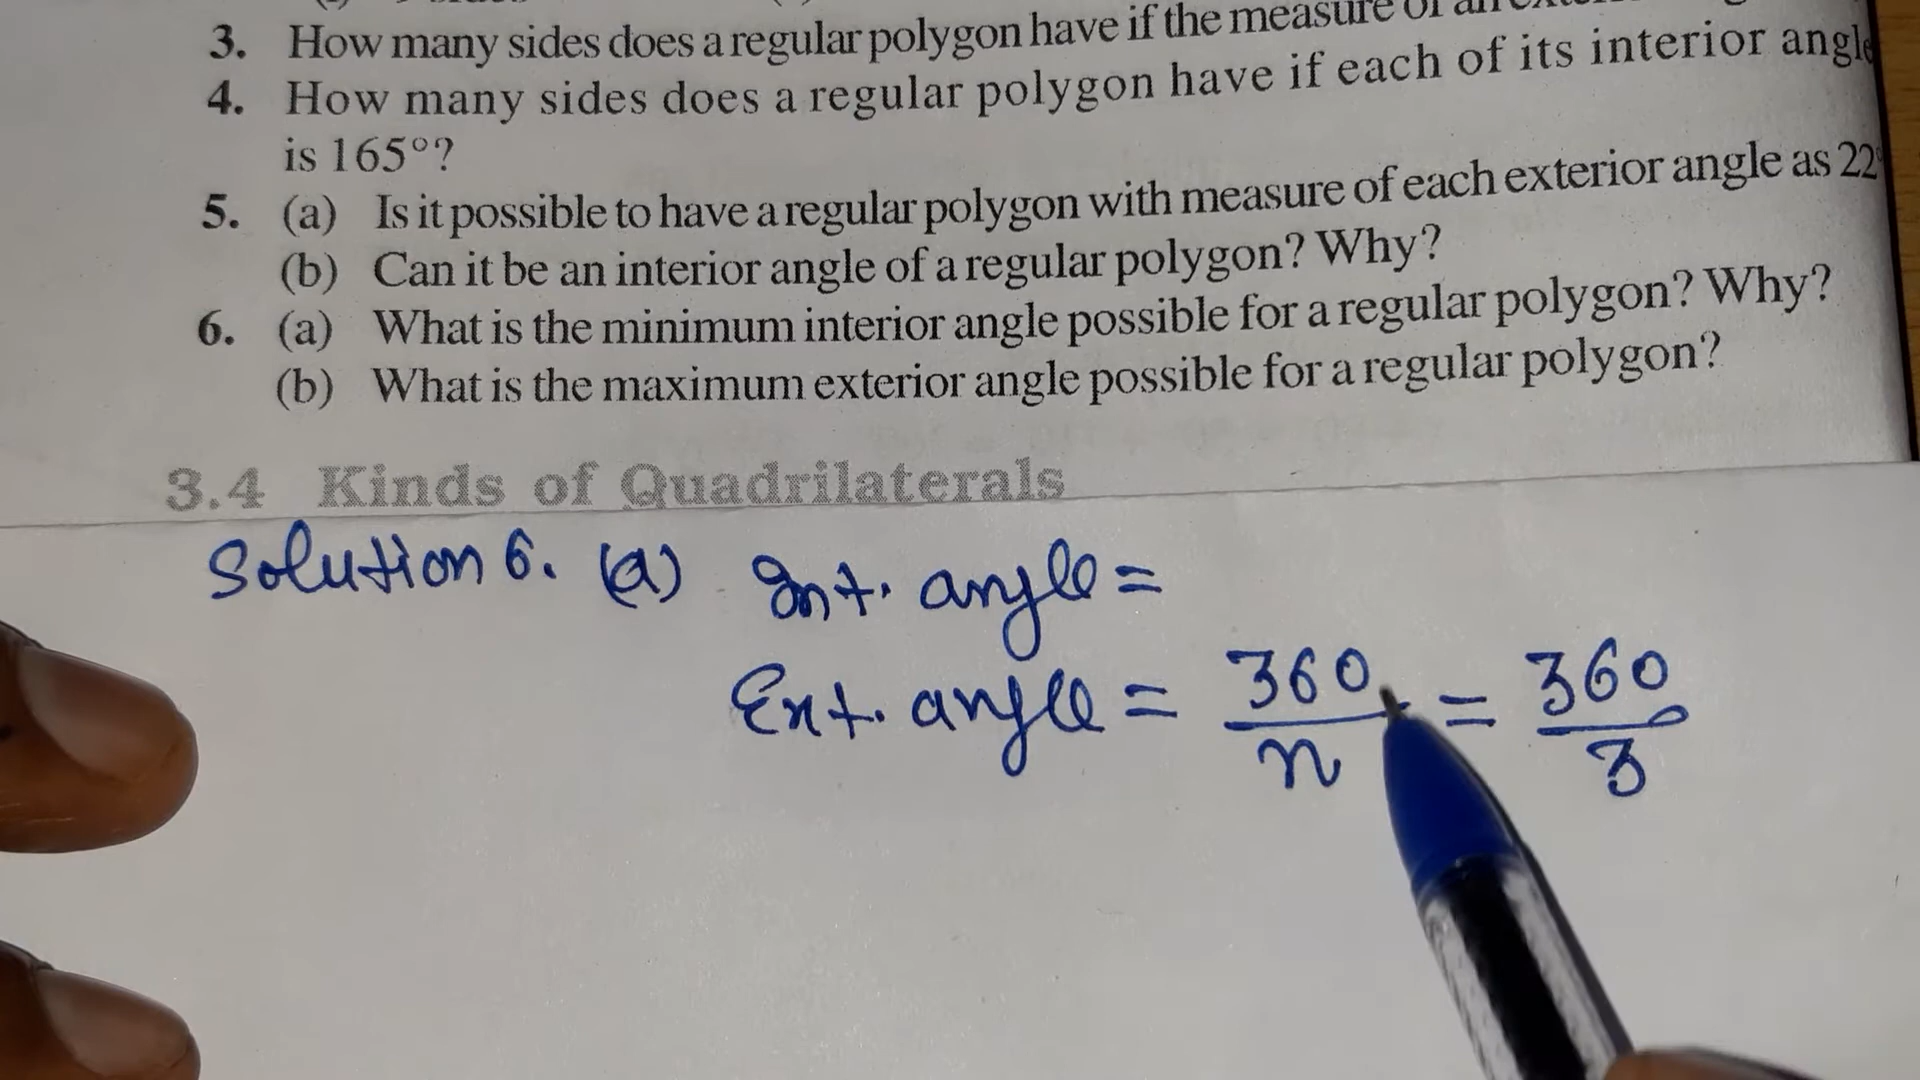 3. How many sides does a regular polygon have if the measure of an
4. How many sides does a regular polygon have if each of its interior angle
is 165°?
5. (a) Is it possible to have a regular polygon with measure of each exterior angle as 22°
(b) Can it be an interior angle of a regular polygon? Why?
6. (a) What is the minimum interior angle possible for a regular polygon? Why?
(b) What is the maximum exterior angle possible for a regular polygon?
3.4 Kinds of Quadrilaterals
Solution 6. (a) Int. angle =
Ext. angle = 360/n = 360/3